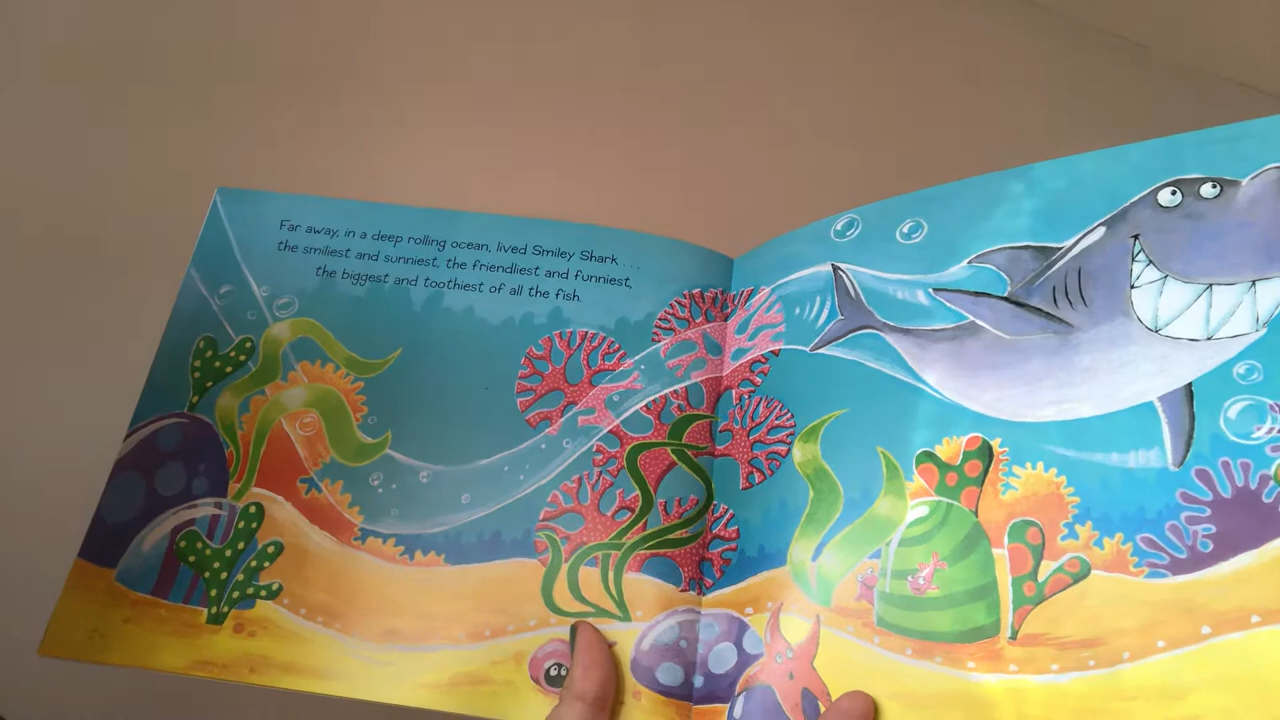 Far away, in a deep rolling ocean, lived Smiley Shark . . .
the smiliest and sunniest, the friendliest and funniest,
the biggest and toothiest of all the fish.